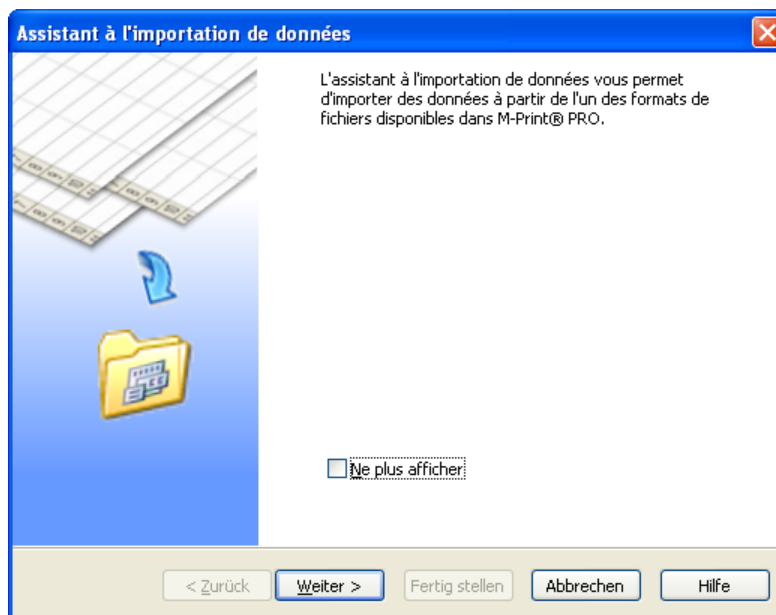 Assistant à l'importation de données
L'assistant à l'importation de données vous permet
d'importer des données à partir de l'un des formats de
fichiers disponibles dans M-Print® PRO.
Ne plus afficher
< Zurück Weiter > Fertig stellen Abbrechen Hilfe